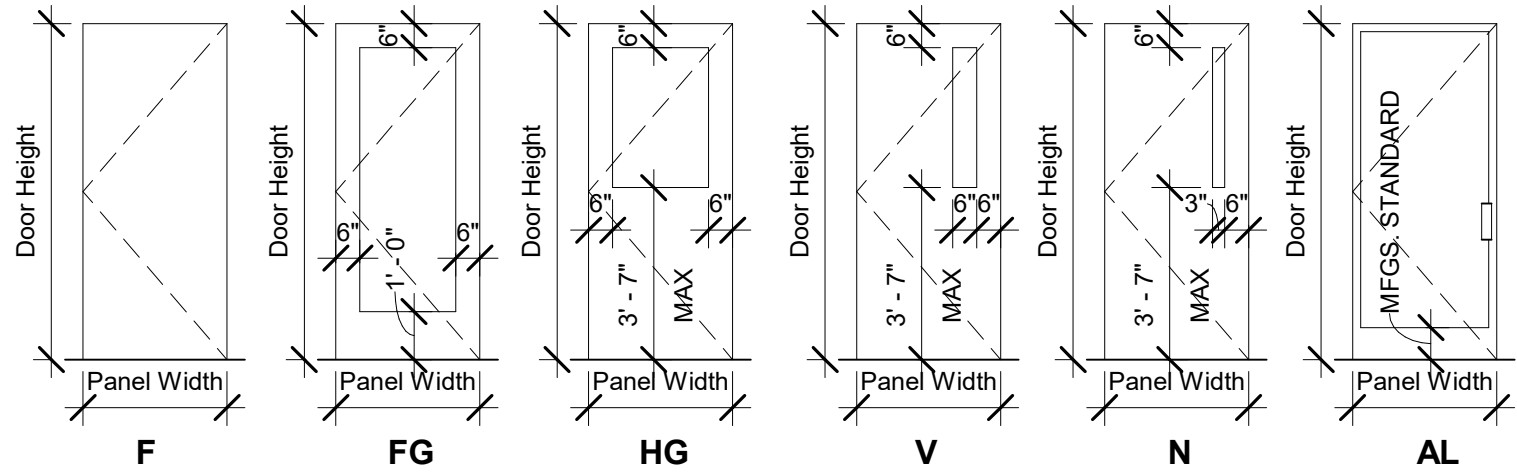 Door Height
Panel Width
F
Door Height
6"
6"
6"
1' - 0"
Panel Width
FG
Door Height
6"
6"
6"
3' - 7"
MAX
Panel Width
HG
Door Height
6"
6"
6"
3' - 7"
MAX
Panel Width
V
Door Height
6"
3"
6"
3' - 7"
MAX
Panel Width
N
Door Height
MFGS. STANDARD
Panel Width
AL